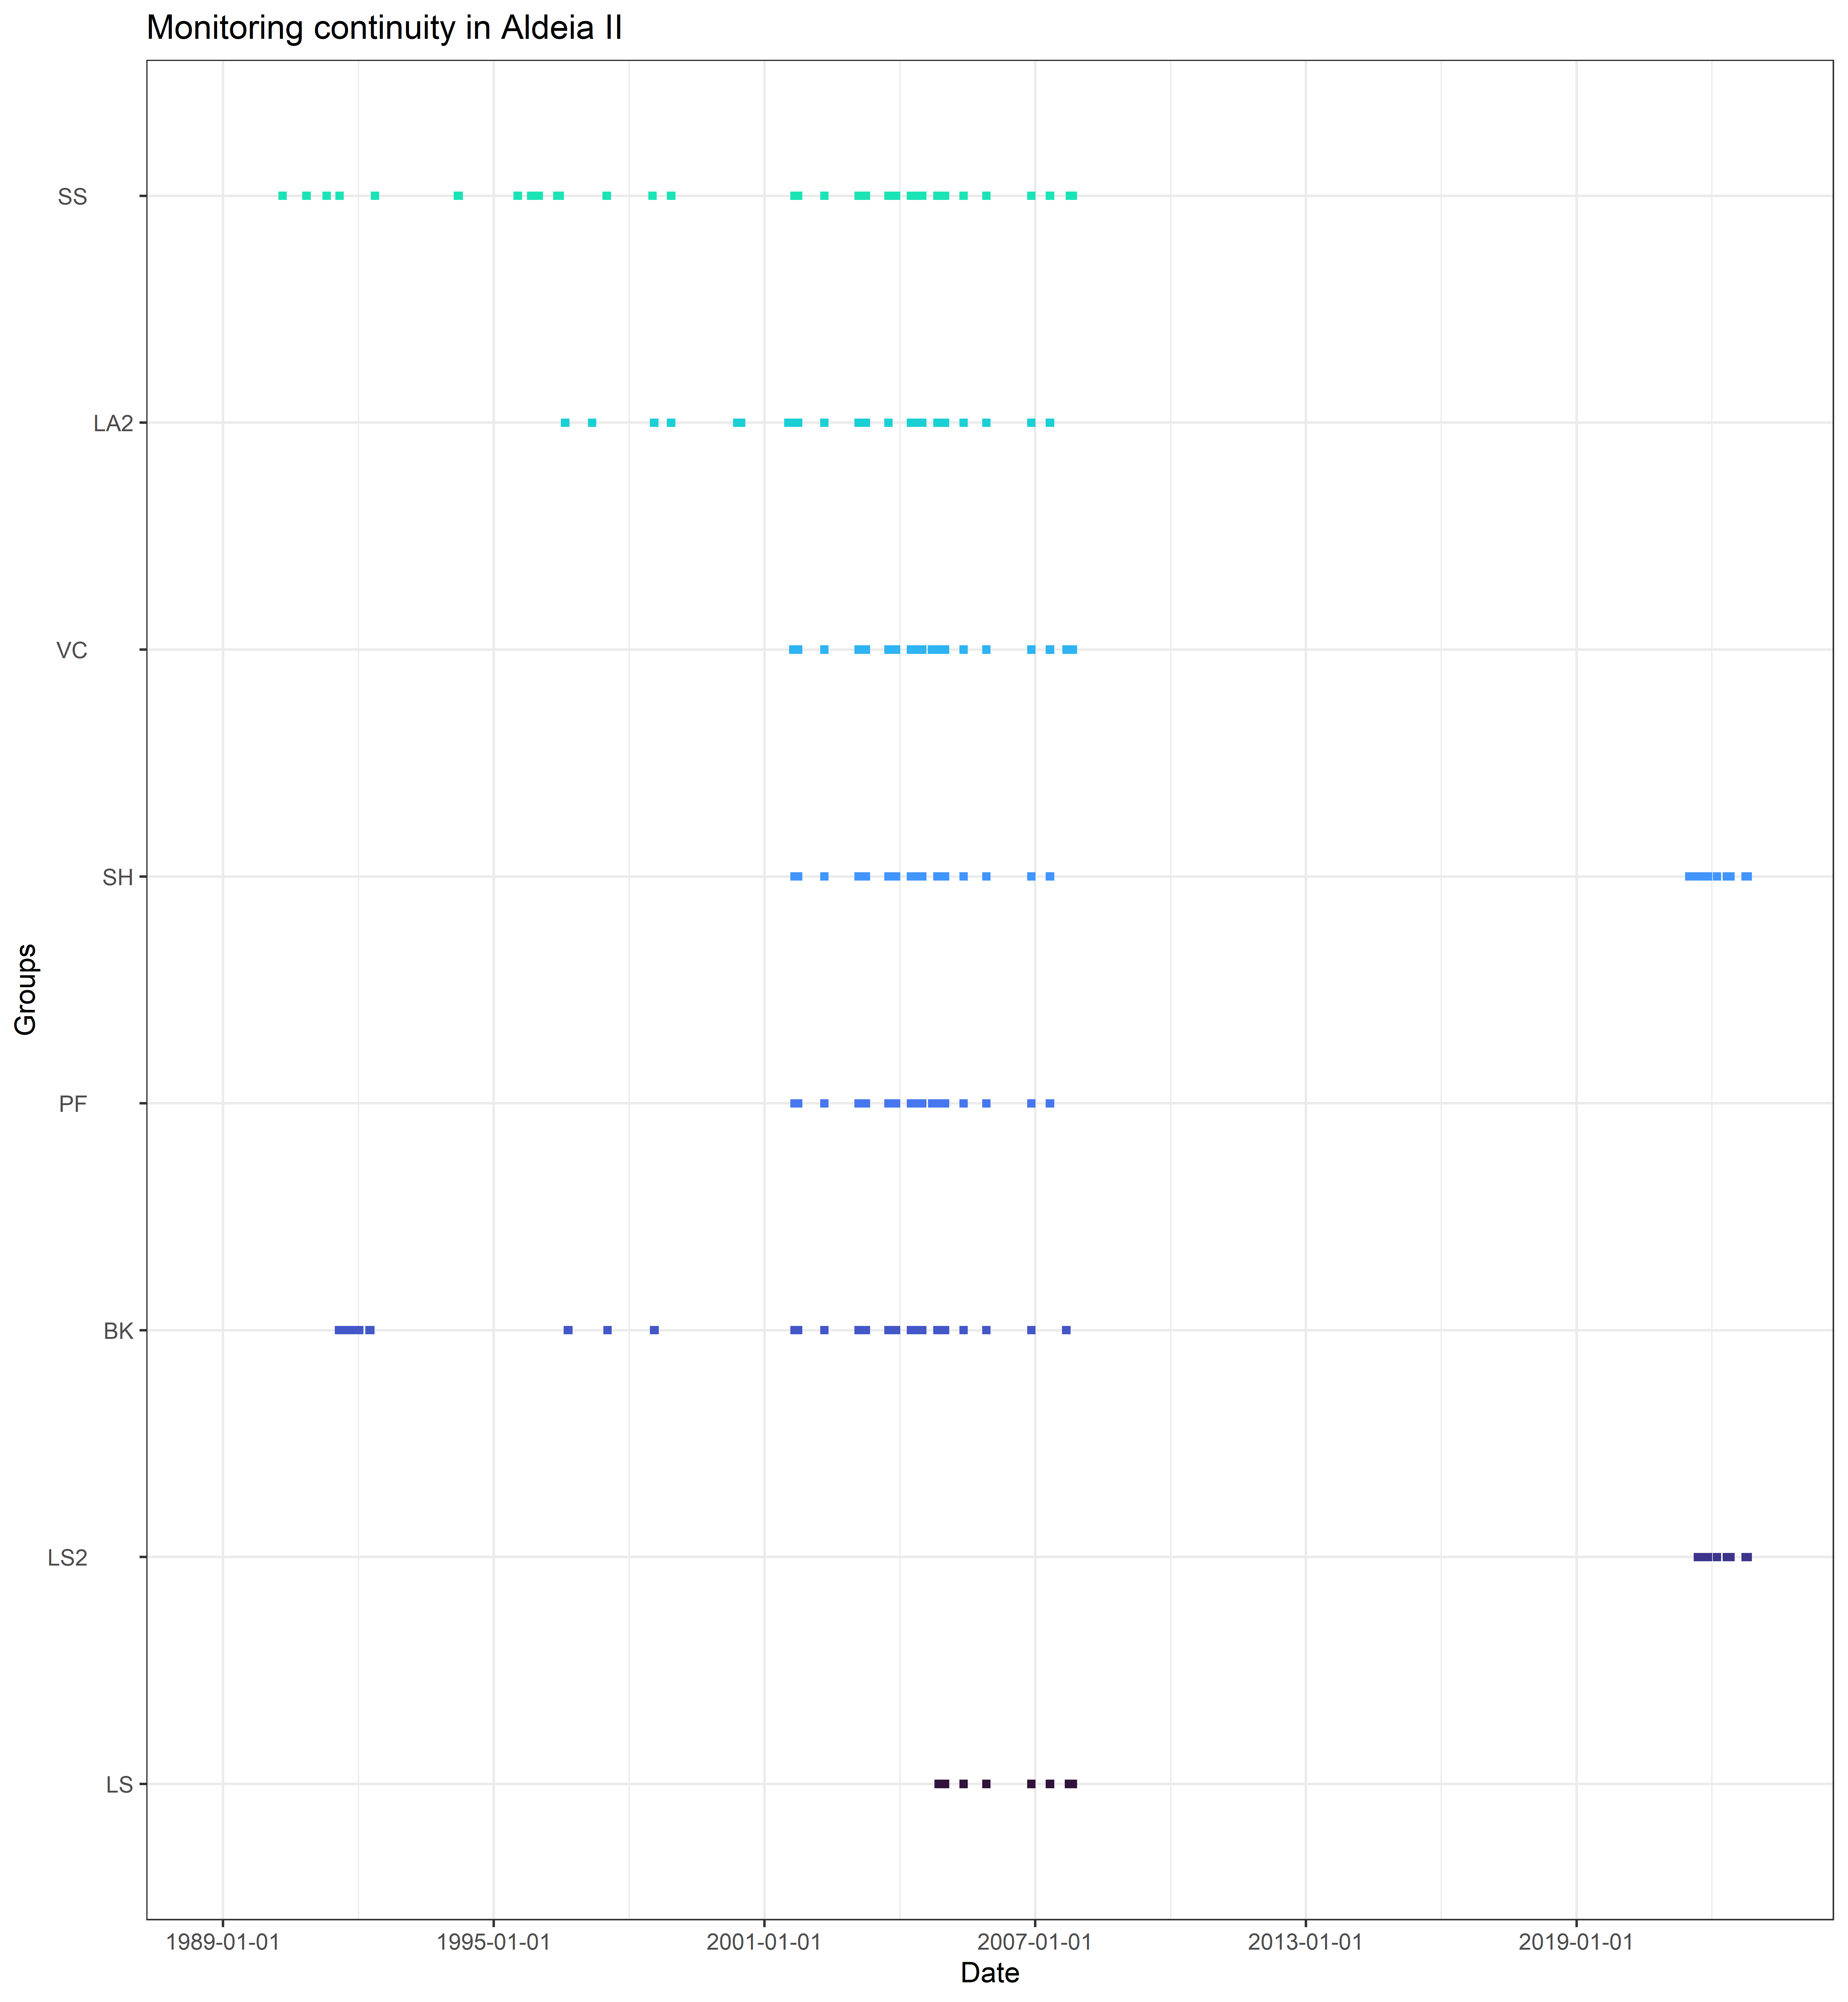 Monitoring continuity in Aldeia II
SS
LA2
VC
SH
PF
BK
LS2
LS
Groups
1989-01-01 1995-01-01 2001-01-01 2007-01-01 2013-01-01 2019-01-01
Date